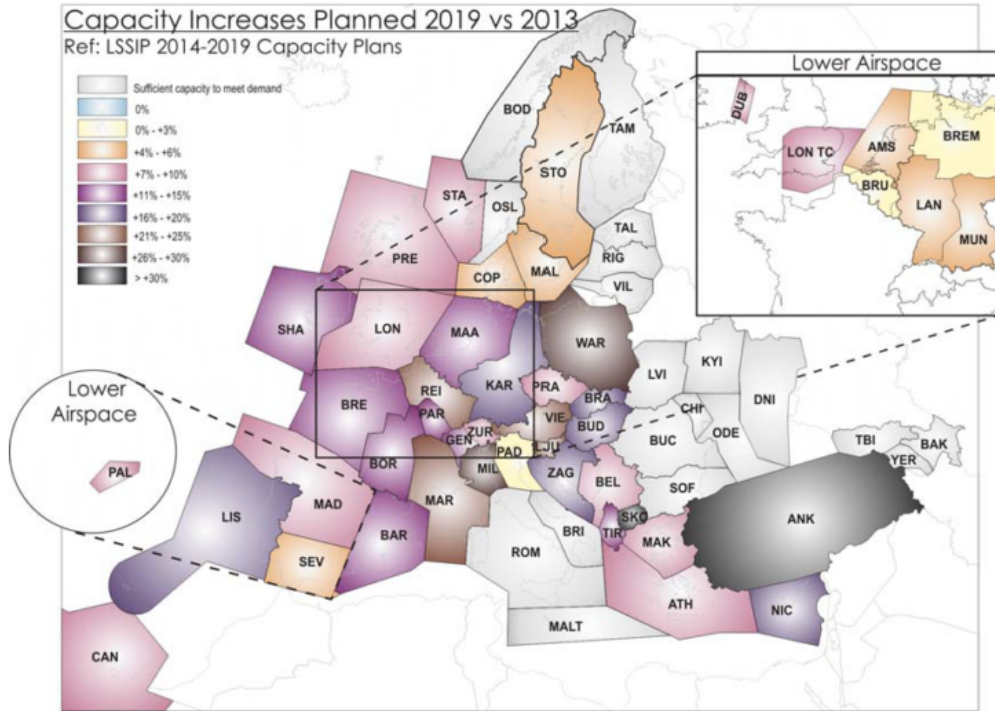 Capacity Increases Planned 2019 vs 2013
Ref: LSSIP 2014-2019 Capacity Plans
Sufficient capacity to meet demand
0%
0% - +3%
+4% - +6%
+7% - +10%
+11% - +15%
+16% - +20%
+21% - +25%
+26% - +30%
> +30%
Lower Airspace
DUB
LON TC
AMS
BREM
BRU
LAN
MUN
BOD
TAM
STO
STA
OSL
TAL
PRE
RIG
COP
MAL
VIL
SHA
LON
MAA
WAR
KAR
LVI
KYI
DNI
REI
PRA
BRE
PAR
BRA
CHI
VIE
BUD
ODE
ZUR
GEN
LJU
BUC
TBI
BAK
YER
PAD
BOR
MIL
ZAG
BEL
SOF
Lower
Airspace
PAL
MAD
MAR
LIS
BAR
BRI
SKO
TIR
MAK
ANK
ROM
SEV
ATH
NIC
MALT
CAN